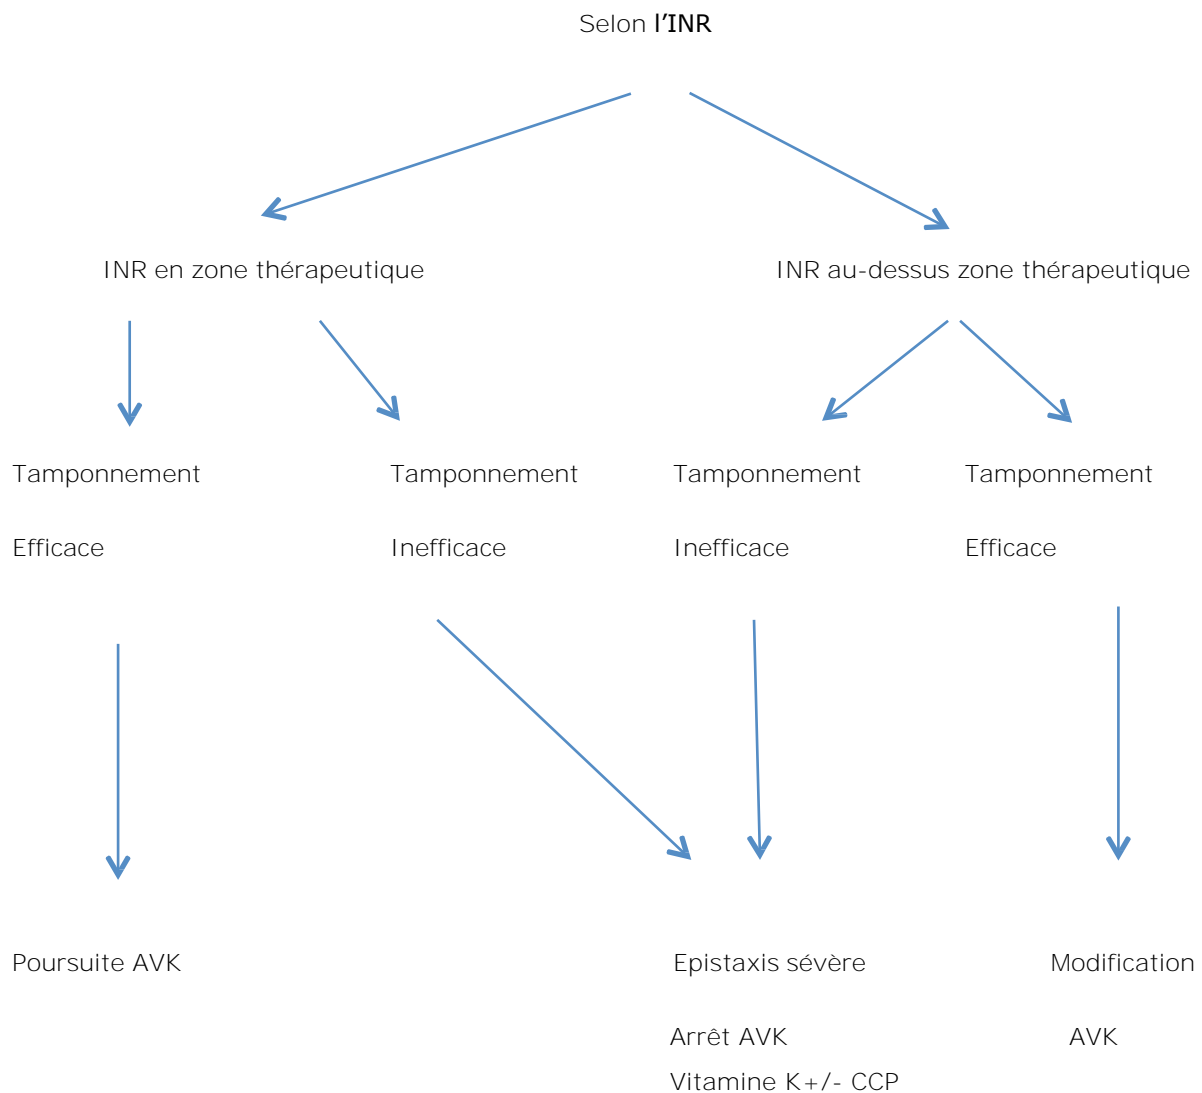 Selon l’INR
INR en zone thérapeutique
INR au-dessus zone thérapeutique
Tamponnement
Efficace
Tamponnement
Inefficace
Tamponnement
Inefficace
Tamponnement
Efficace
Poursuite AVK
Epistaxis sévère
Arrêt AVK
Vitamine K+/- CCP
Modification
AVK